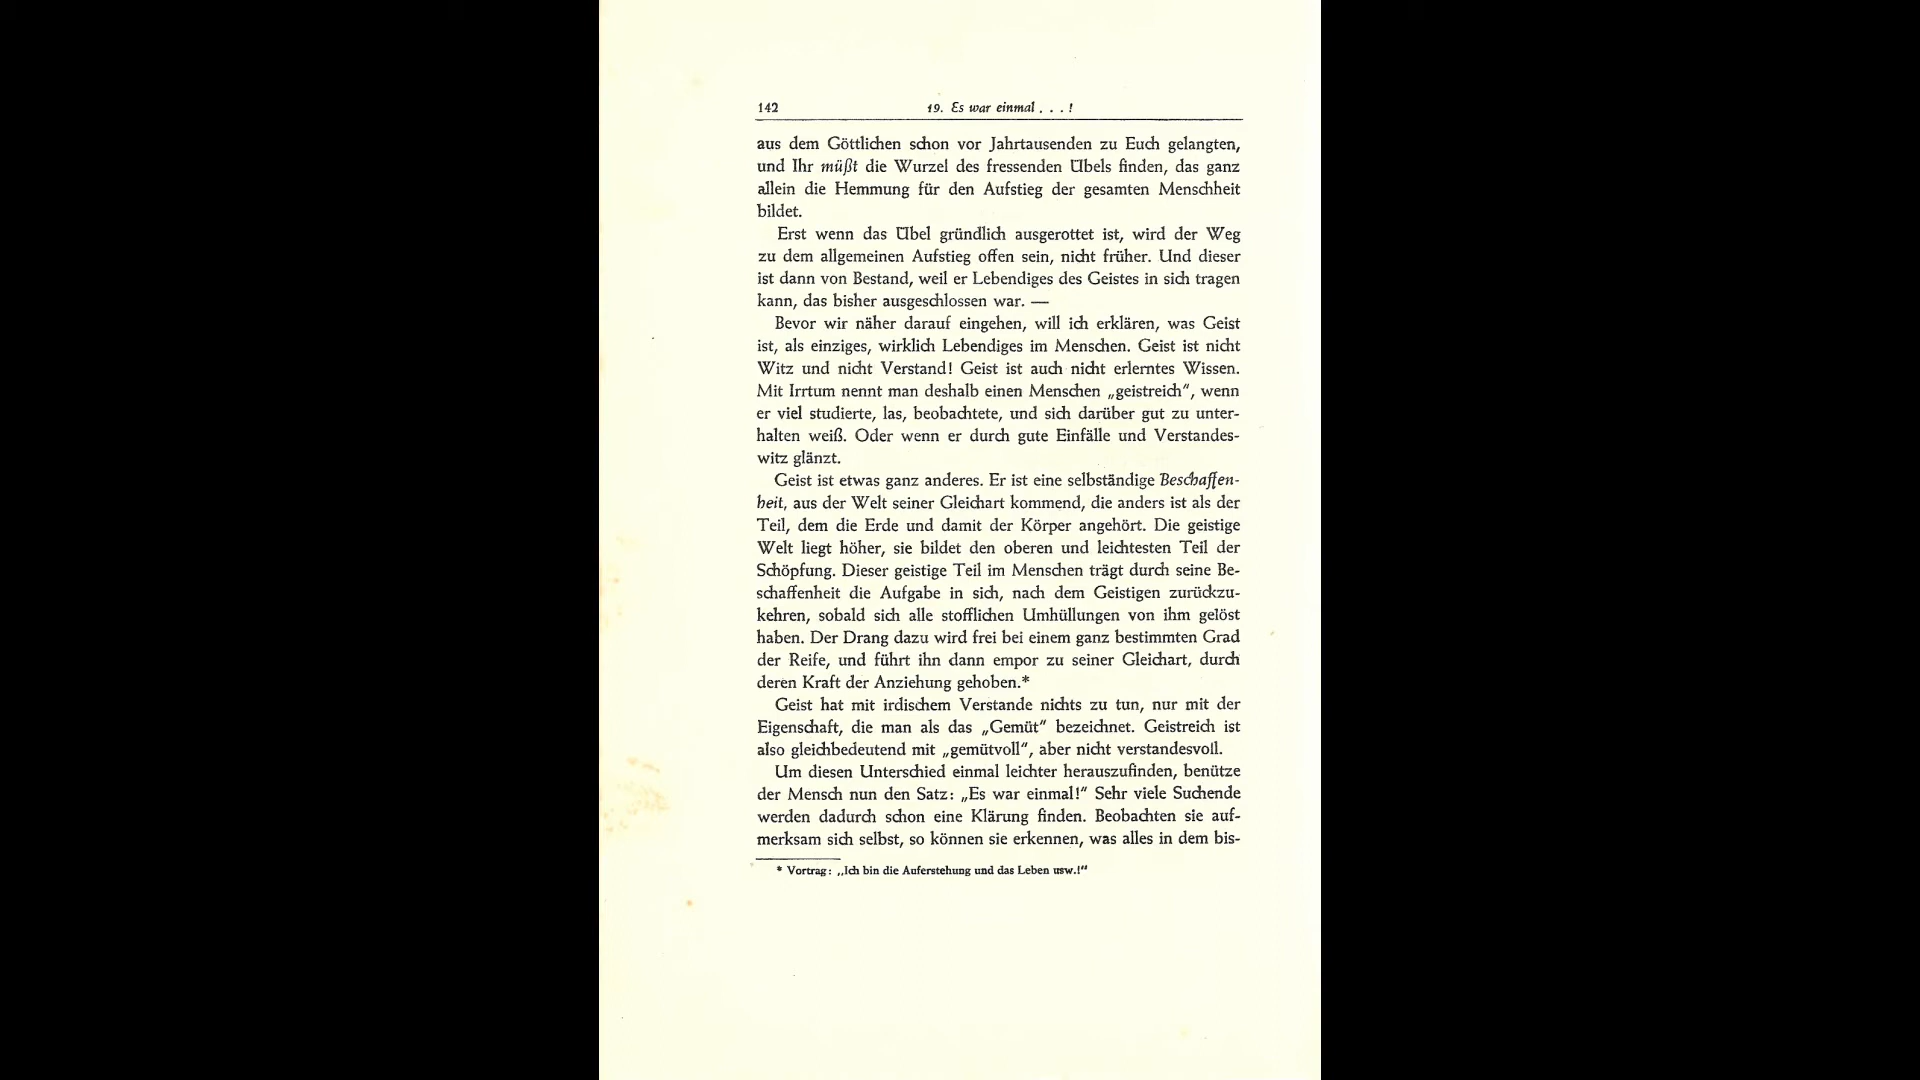 142
19. Es war einmal . . . !
aus dem Göttlichen schon vor Jahrtausenden zu Euch gelangten,
und Ihr müßt die Wurzel des fressenden Übels finden, das ganz
allein die Hemmung für den Aufstieg der gesamten Menschheit
bildet.
Erst wenn das Übel gründlich ausgerottet ist, wird der Weg
zu dem allgemeinen Aufstieg offen sein, nicht früher. Und dieser
ist dann von Bestand, weil er Lebendiges des Geistes in sich tragen
kann, das bisher ausgeschlossen war. —
Bevor wir näher darauf eingehen, will ich erklären, was Geist
ist, als einziges, wirklich Lebendiges im Menschen. Geist ist nicht
Witz und nicht Verstand! Geist ist auch nicht erlerntes Wissen.
Mit Irrtum nennt man deshalb einen Menschen „geistreich“, wenn
er viel studierte, las, beobachtete, und sich darüber gut zu unter-
halten weiß. Oder wenn er durch gute Einfälle und Verstandes-
witz glänzt.
Geist ist etwas ganz anderes. Er ist eine selbständige Beschaffen-
heit, aus der Welt seiner Gleichart kommend, die anders ist als der
Teil, dem die Erde und damit der Körper angehört. Die geistige
Welt liegt höher, sie bildet den oberen und leichtesten Teil der
Schöpfung. Dieser geistige Teil im Menschen trägt durch seine Be-
schaffenheit die Aufgabe in sich, nach dem Geistigen zurückzu-
kehren, sobald sich alle stofflichen Umhüllungen von ihm gelöst
haben. Der Drang dazu wird frei bei einem ganz bestimmten Grad
der Reife, und führt ihn dann empor zu seiner Gleichart, durch
deren Kraft der Anziehung gehoben.*
Geist hat mit irdischem Verstande nichts zu tun, nur mit der
Eigenschaft, die man als das „Gemüt“ bezeichnet. Geistreich ist
also gleichbedeutend mit „gemütvoll“, aber nicht verstandesvoll.
Um diesen Unterschied einmal leichter herauszufinden, benütze
der Mensch nun den Satz: „Es war einmal!“ Sehr viele Suchende
werden dadurch schon eine Klärung finden. Beobachten sie auf-
merksam sich selbst, so können sie erkennen, was alles in dem bis-
* Vortrag: „Ich bin die Auferstehung und das Leben usw.!“